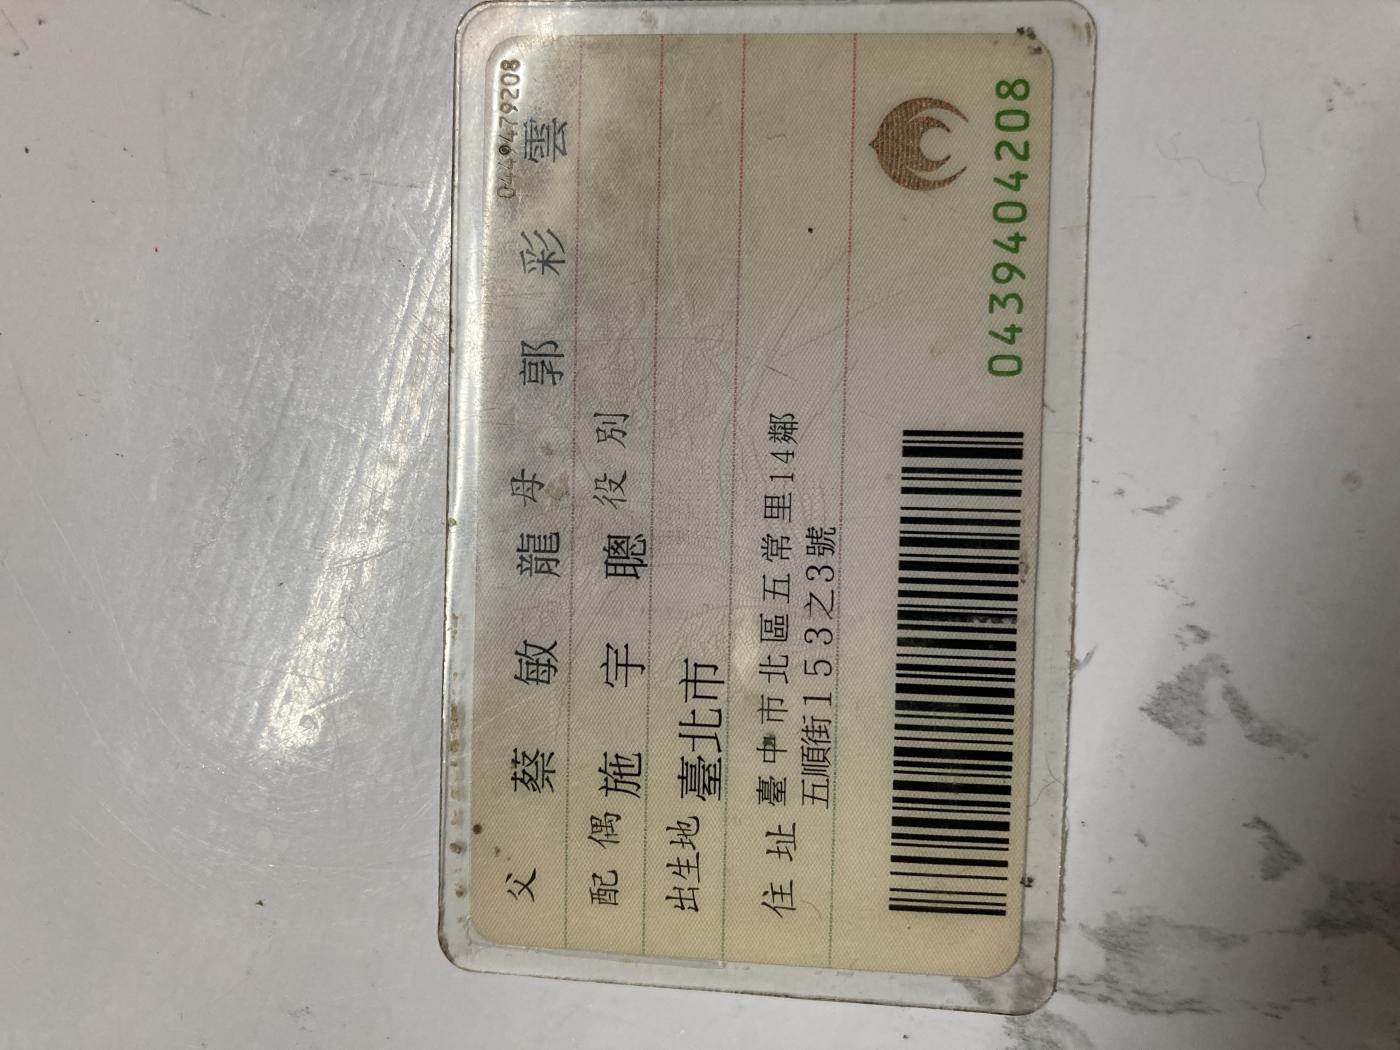 父 蔡敏龍 母 郭彩雲
配偶 施宇聰 役別
出生地 臺北市
住址 臺中市北區五常里14鄰
五順街153之3號
0439404208